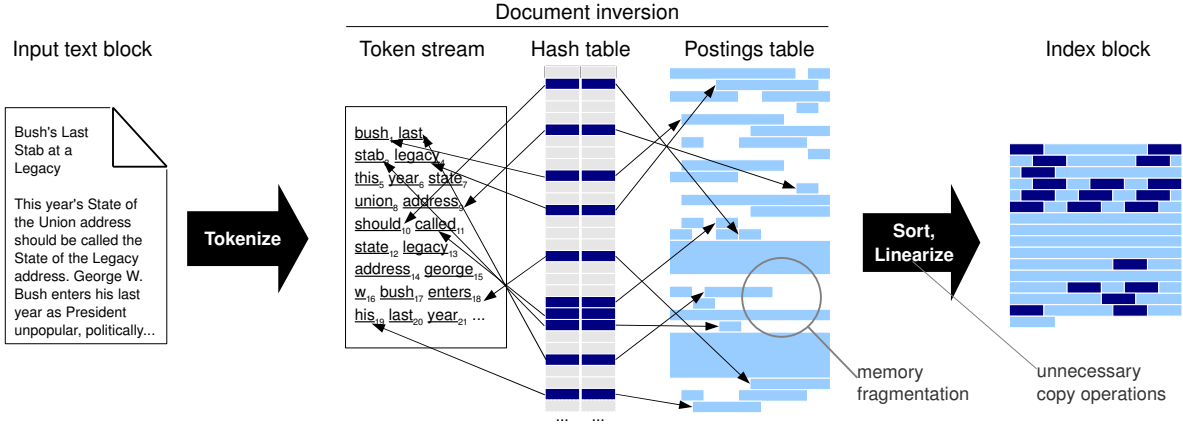 Document inversion
Input text block
Token stream
Hash table
Postings table
Index block
Bush's Last
Stab at a
Legacy
This year's State of
the Union address
should be called the
State of the Legacy
address. George W.
Bush enters his last
year as President
unpopular, politically...
Tokenize
bush1 last2
stab3 legacy4
this5 year6 state7
union8 address9
should10 called11
state12 legacy13
address14 george15
w16 bush17 enters18
his19 last20 year21 ...
... ...
Sort,
Linearize
memory
fragmentation
unnecessary
copy operations